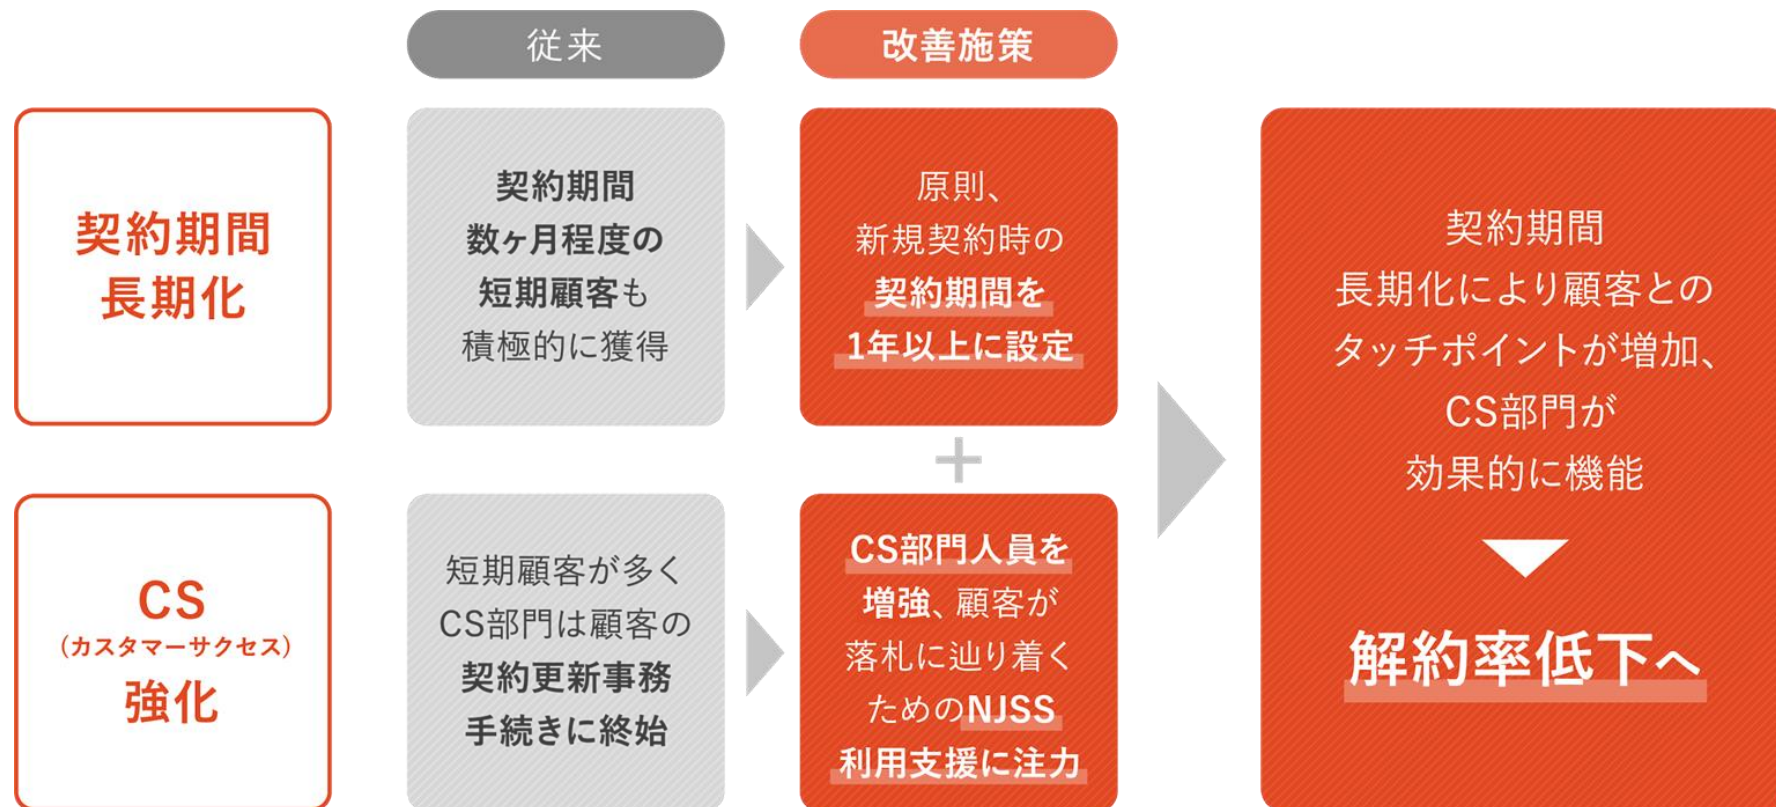 従来
改善施策
契約期間
長期化
契約期間
数ヶ月程度の
短期顧客も
積極的に獲得
原則、
新規契約時の
契約期間を
1年以上に設定
+
CS
(カスタマーサクセス)
強化
短期顧客が多く
CS部門は顧客の
契約更新事務
手続きに終始
CS部門人員を
増強、顧客が
落札に辿り着く
ためのNJSS
利用支援に注力
契約期間
長期化により顧客との
タッチポイントが増加、
CS部門が
効果的に機能
解約率低下へ